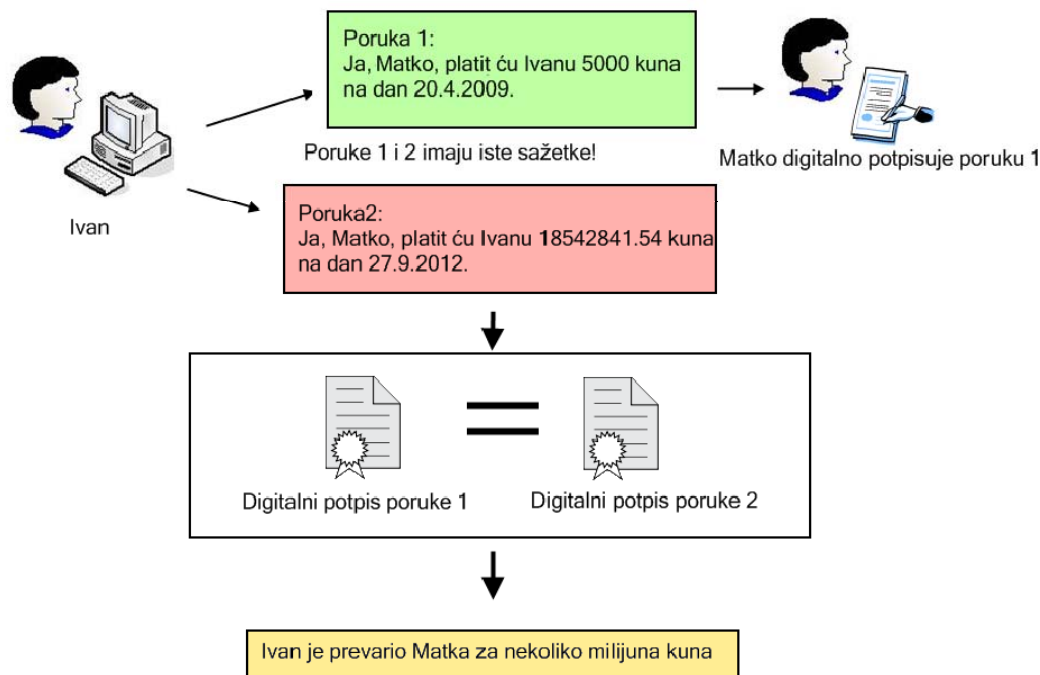 Poruka 1:
Ja, Matko, platit ću Ivanu 5000 kuna
na dan 20.4.2009.
Poruke 1 i 2 imaju iste sažetke!
Matko digitalno potpisuje poruku 1
Ivan
Poruka2:
Ja, Matko, platit ću Ivanu 18542841.54 kuna
na dan 27.9.2012.
Digitalni potpis poruke 1
Digitalni potpis poruke 2
Ivan je prevario Matka za nekoliko milijuna kuna